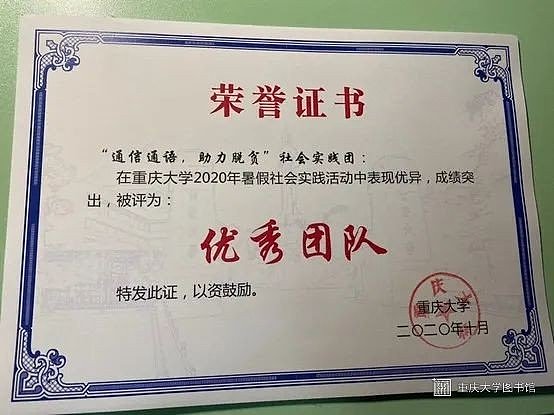 荣誉证书
“通信通语，助力脱贫”社会实践团：
在重庆大学2020年暑假社会实践活动中表现优异，成绩突
出，被评为：
优秀团队
特发此证，以资鼓励。
重庆大学
二〇二〇年十月
重庆大学图书馆